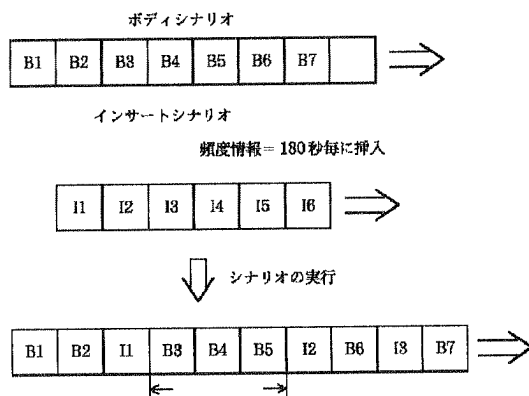 ボディシナリオ
B1 B2 B3 B4 B5 B6 B7
インサートシナリオ
頻度情報=180秒毎に挿入
I1 I2 I3 I4 I5 I6
シナリオの実行
B1 B2 I1 B3 B4 B5 I2 B6 I3 B7